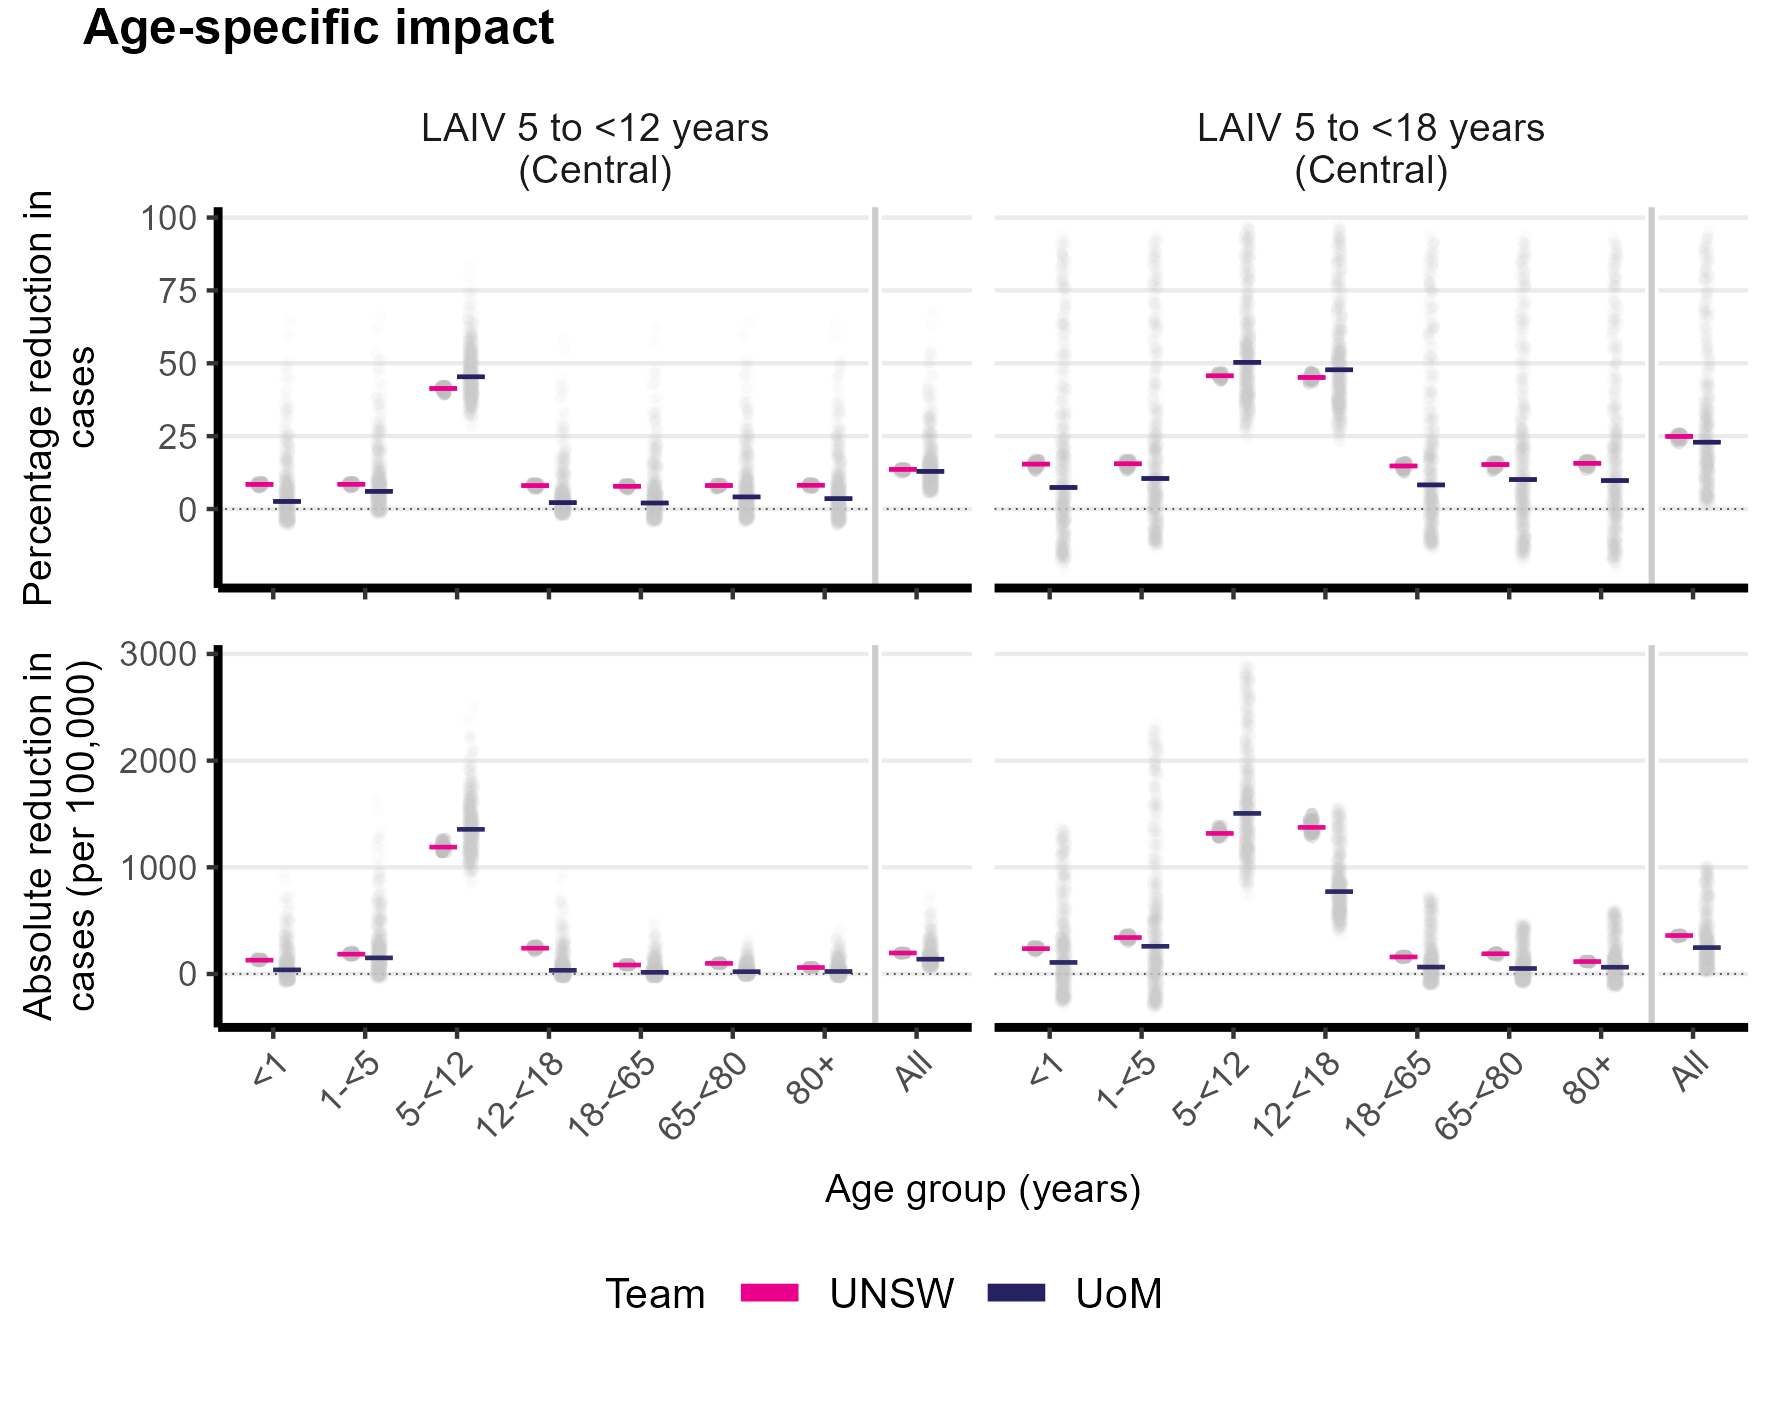 Age-specific impact
LAIV 5 to <12 years
(Central)
LAIV 5 to <18 years
(Central)
Percentage reduction in
cases
100
75
50
25
0
Absolute reduction in
cases (per 100,000)
3000
2000
1000
0
<1
1-<5
5-<12
12-<18
18-<65
65-<80
80+
All
<1
1-<5
5-<12
12-<18
18-<65
65-<80
80+
All
Age group (years)
Team UNSW UoM